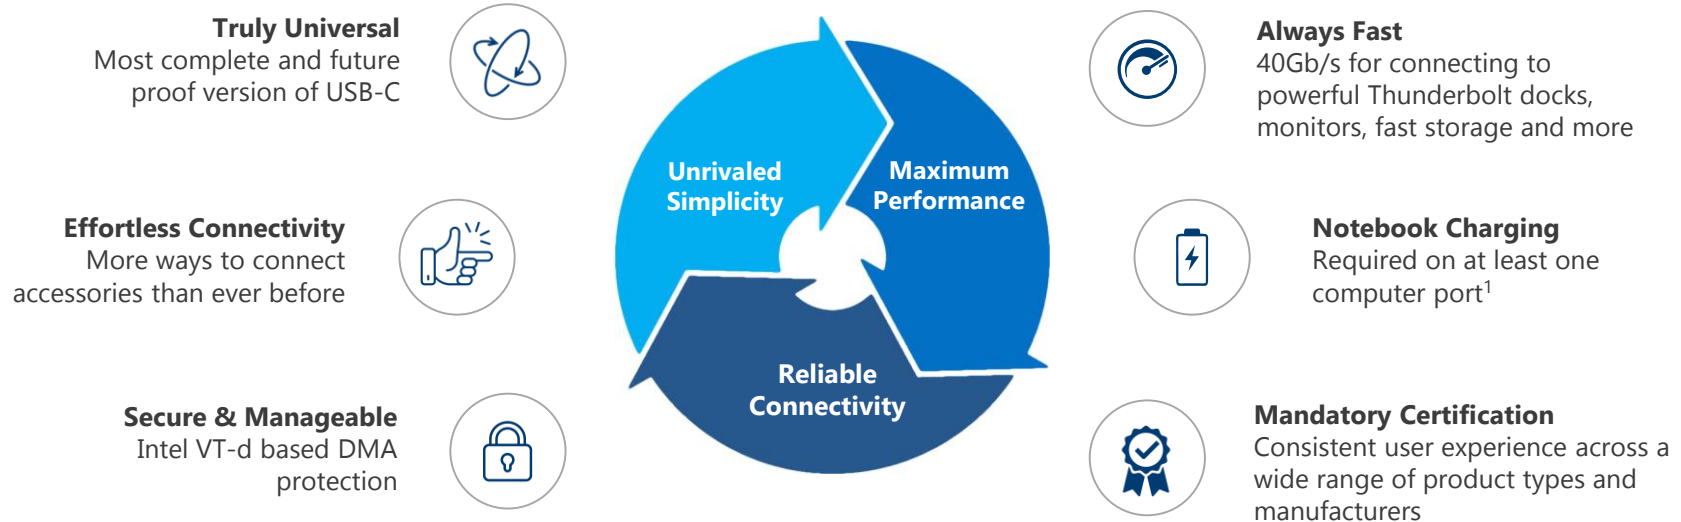 Truly Universal
Most complete and future
proof version of USB-C
Effortless Connectivity
More ways to connect
accessories than ever before
Secure & Manageable
Intel VT-d based DMA
protection
Unrivaled
Simplicity
Maximum
Performance
Reliable
Connectivity
Always Fast
40Gb/s for connecting to
powerful Thunderbolt docks,
monitors, fast storage and more
Notebook Charging
Required on at least one
computer port¹
Mandatory Certification
Consistent user experience across a
wide range of product types and
manufacturers